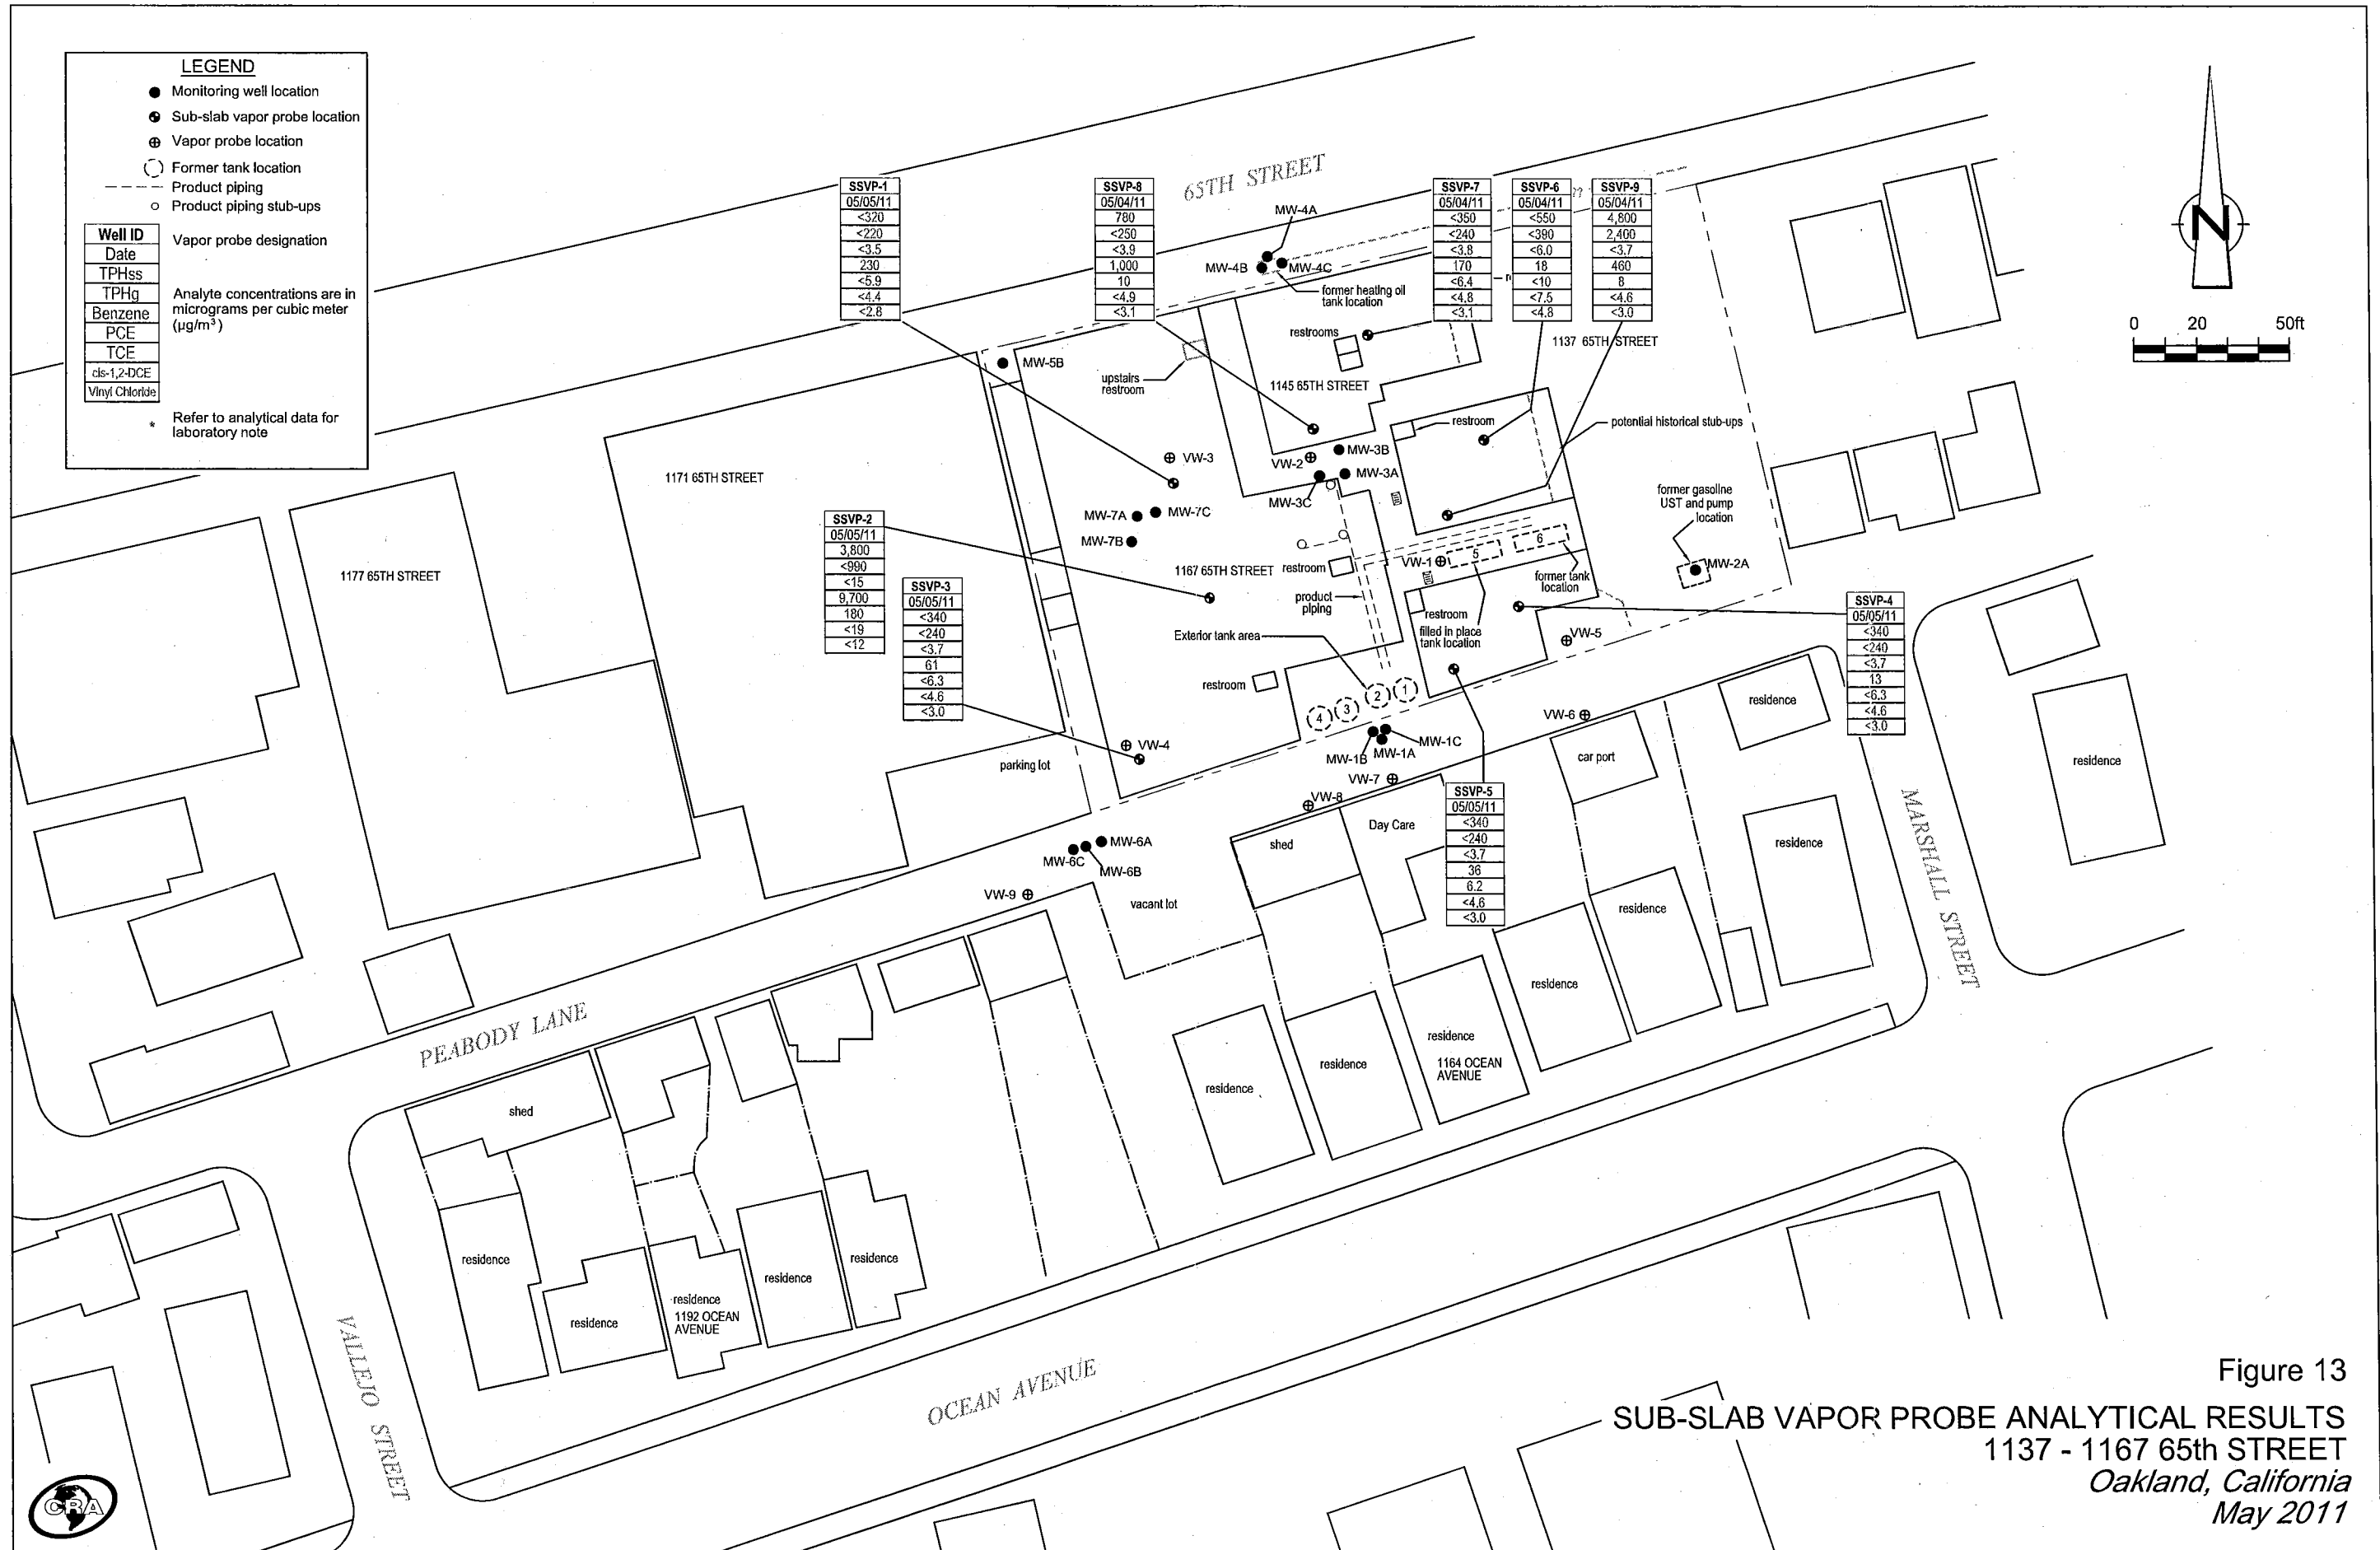 LEGEND
Monitoring well location
Sub-slab vapor probe location
Vapor probe location
Former tank location
Product piping
Product piping stub-ups
Well ID
Date
TPHss
TPHg
Benzene
PCE
TCE
cis-1,2-DCE
Vinyl Chloride
Vapor probe designation
Analyte concentrations are in
micrograms per cubic meter
(µg/m³)
* Refer to analytical data for
laboratory note
SSVP-1
05/05/11
<320
<220
<3.5
230
<5.9
<4.4
<2.8
SSVP-8
05/04/11
780
<250
<3.9
1,000
10
<4.9
<3.1
65TH STREET
SSVP-7
05/04/11
<350
<240
<3.8
170
<6.4
<4.8
<3.1
SSVP-6
05/04/11
<550
<390
<6.0
18
<10
<7.5
<4.8
SSVP-9
05/04/11
4,800
2,400
<3.7
460
8
<4.6
<3.0
??
N
0 20 50ft
MW-4A
MW-4B
MW-4C
former heating oil
tank location
restrooms
1137 65TH STREET
MW-5B
upstairs
restroom
1145 65TH STREET
restroom
potential historical stub-ups
VW-3
VW-2
MW-3B
MW-3A
MW-3C
1171 65TH STREET
MW-7A
MW-7C
MW-7B
former gasoline
UST and pump
location
MW-2A
SSVP-2
05/05/11
3,800
<990
<15
9,700
180
<19
<12
1177 65TH STREET
1167 65TH STREET
restroom
VW-1
5
6
former tank
location
product
piping
restroom
filled in place
tank location
VW-5
Exterior tank area
SSVP-3
05/05/11
<340
<240
<3.7
61
<6.3
<4.6
<3.0
SSVP-4
05/05/11
<340
<240
<3.7
13
<6.3
<4.6
<3.0
restroom
4
3
2
1
VW-6
residence
MW-1C
MW-1B
MW-1A
VW-4
parking lot
VW-7
VW-8
car port
residence
SSVP-5
05/05/11
<340
<240
<3.7
36
6.2
<4.6
<3.0
Day Care
shed
MW-6A
MW-6C
MW-6B
VW-9
vacant lot
residence
residence
MARSHALL STREET
residence
PEABODY LANE
residence
1164 OCEAN
AVENUE
residence
residence
shed
residence
residence
residence
residence
residence
1192 OCEAN
AVENUE
VALLEJO STREET
OCEAN AVENUE
CRA
Figure 13
SUB-SLAB VAPOR PROBE ANALYTICAL RESULTS
1137 - 1167 65th STREET
Oakland, California
May 2011